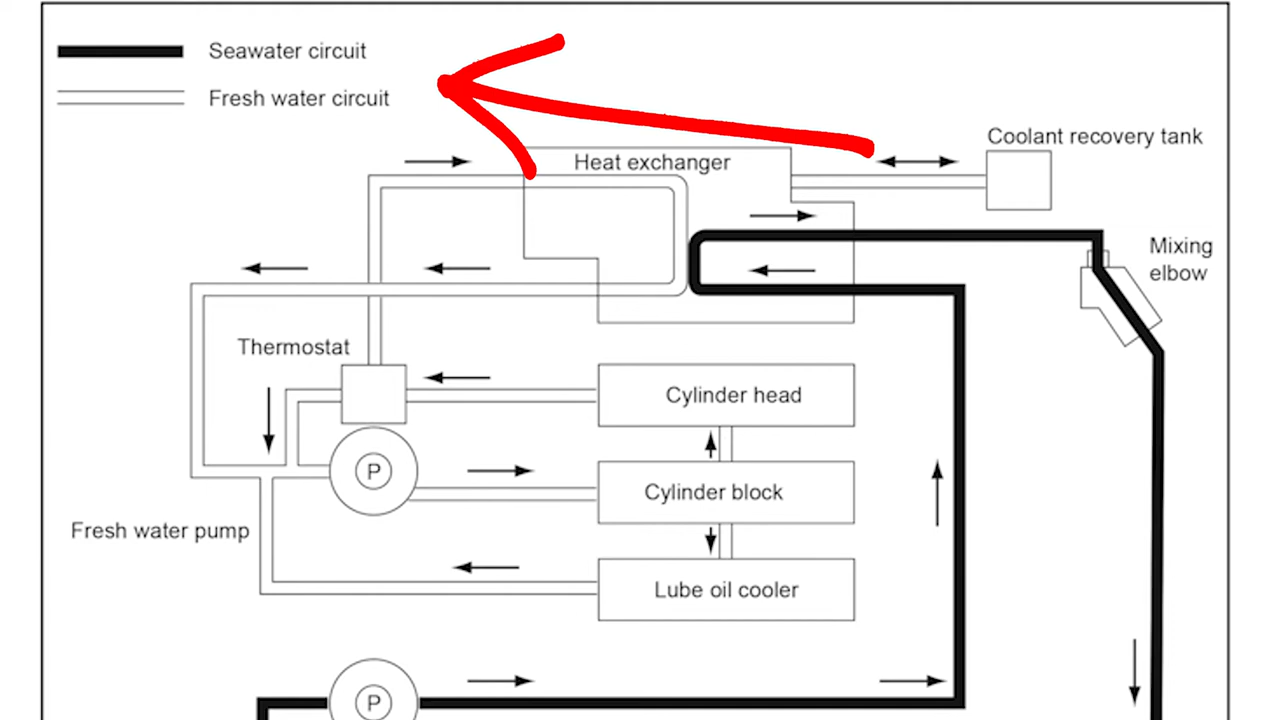 Seawater circuit
Fresh water circuit
Coolant recovery tank
Heat exchanger
Mixing
elbow
Thermostat
Cylinder head
P
Cylinder block
Fresh water pump
Lube oil cooler
P